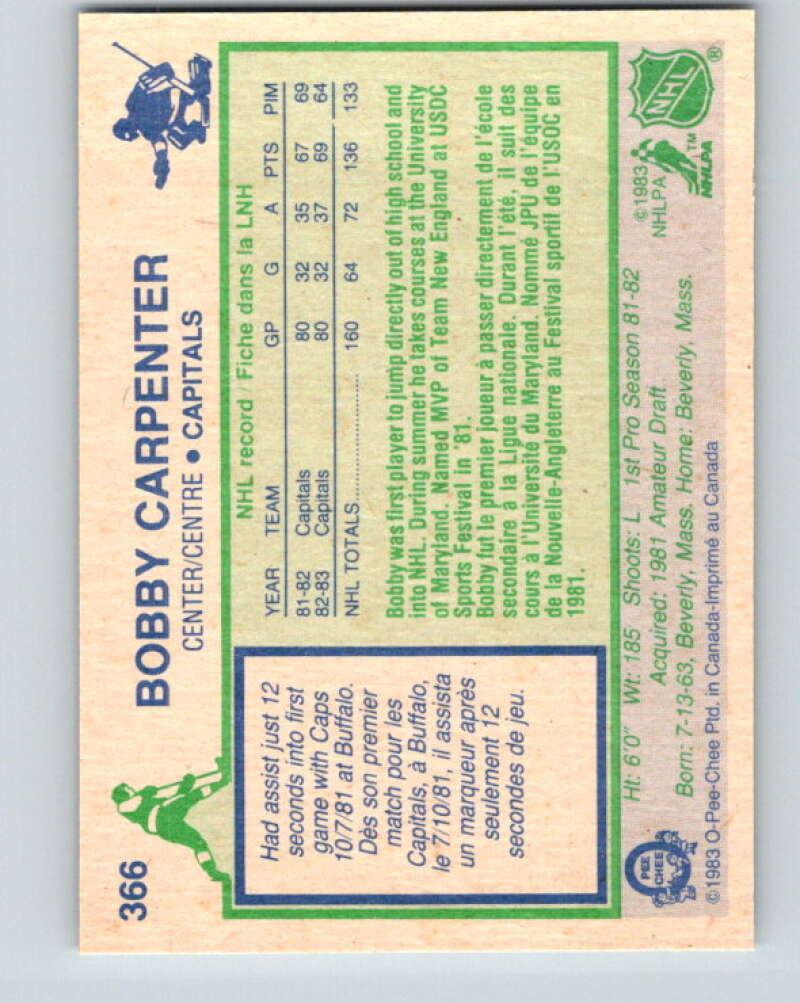 366
BOBBY CARPENTER
CENTER/CENTRE • CAPITALS
Had assist just 12
seconds into first
game with Caps
10/7/81 at Buffalo.
Dès son premier
match pour les
Capitals, à Buffalo,
le 7/10/81, il assista
un marqueur après
seulement 12
secondes de jeu.
NHL record Fiche dans la LNH
YEAR TEAM GP G A PTS PIM
81-82 Capitals 80 32 35 67 69
82-83 Capitals 80 32 37 69 64
NHL TOTALS 160 64 72 136 133
Bobby was first player to jump directly out of high school and
into NHL. During summer he takes courses at the University
of Maryland. Named MVP of Team New England at USDC
Sports Festival in '81.
Bobby fut le premier joueur à passer directement de l'école
secondaire à la Ligue nationale. Durant l'été, il suit des
cours à l'Université du Maryland. Nommé JPU de l'équipe
de la Nouvelle-Angleterre au Festival sportif de l'USOC en
1981.
Ht: 6'0" Wt: 185 Shoots: L 1st Pro Season 81-82
Acquired: 1981 Amateur Draft
Born: 7-13-63, Beverly, Mass. Home: Beverly, Mass.
©1983 O-Pee-Chee Ptd. in Canada-Imprimé au Canada
O PEE CHEE
©1983
NHLPA
TM
NHLPA
NHL
®